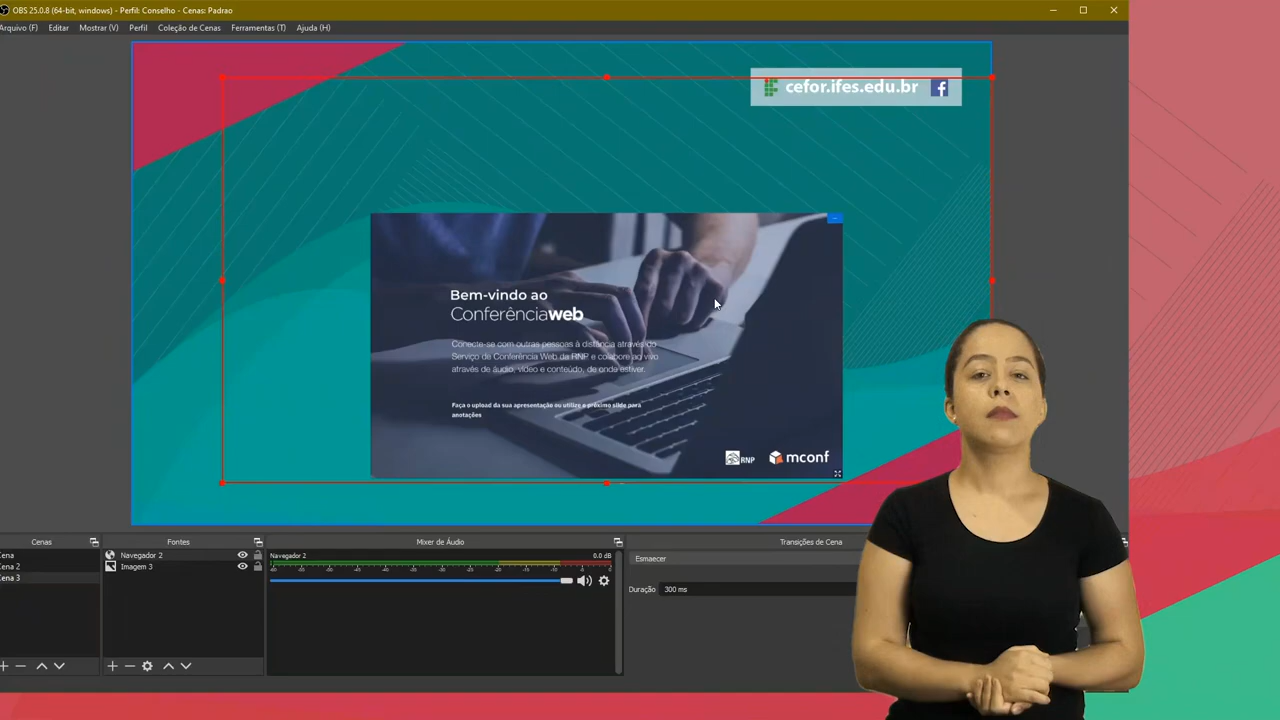 OBS 25.0.8 (64-bit, windows) - Perfil: Conselho - Cenas: Padrao
Arquivo (F) Editar Mostrar (V) Perfil Coleção de Cenas Ferramentas (T) Ajuda (H)
cefor.ifes.edu.br
Bem-vindo ao
Conferênciaweb
Conecte-se com outras pessoas à distância através do
Serviço de Conferência Web da RNP e colabore ao vivo
através de áudio, vídeo e conteúdo, de onde estiver.
Faça o upload da sua apresentação ou utilize o próximo slide para
anotações
RNP mconf
Cenas
Cena
Cena 2
Cena 3
Fontes
Navegador 2
Imagem 3
Mixer de Áudio
Navegador 2 0.0 dB
Transições de Cena
Esmaecer
Duração 300 ms